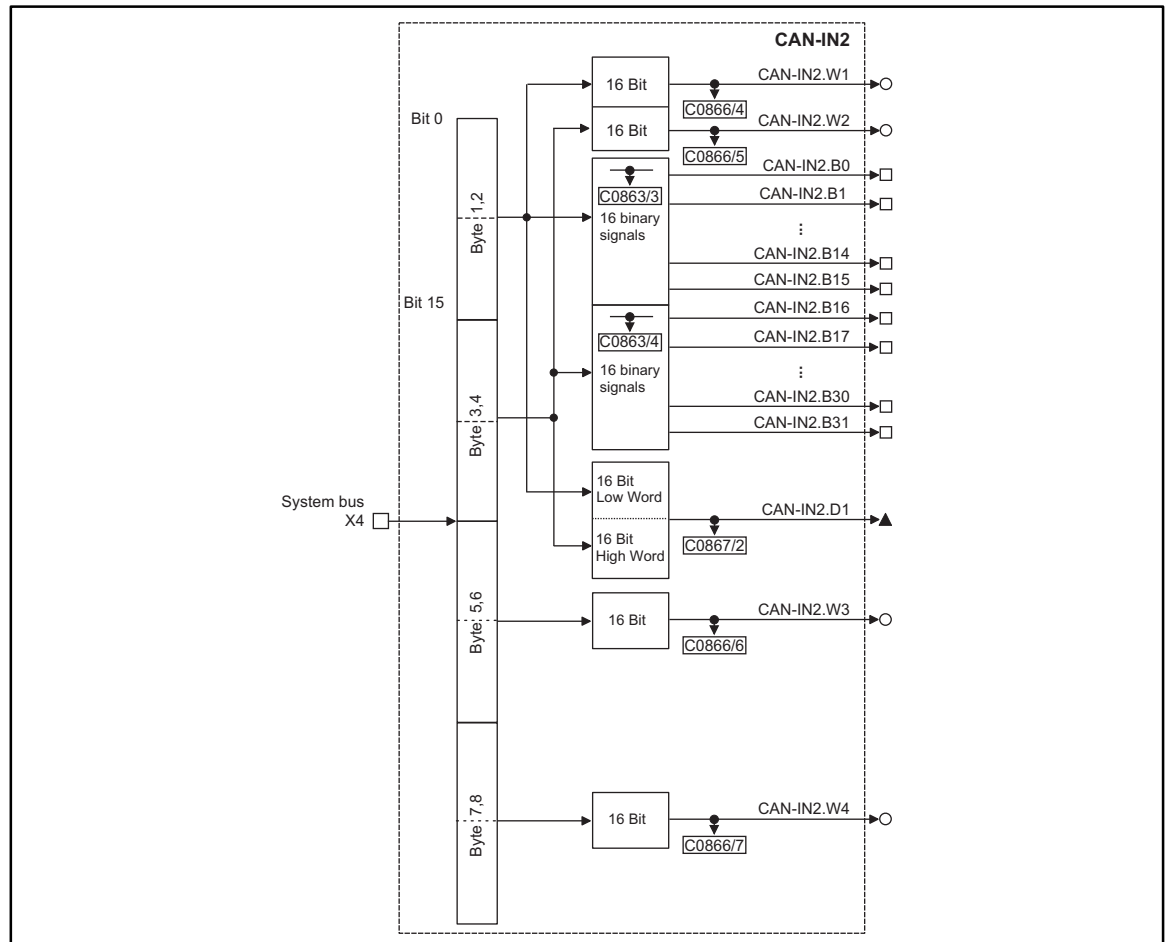 CAN-IN2
16 Bit
CAN-IN2.W1
C0866/4
Bit 0
16 Bit
CAN-IN2.W2
C0866/5
CAN-IN2.B0
C0863/3
16 binary
signals
CAN-IN2.B1
⋮
CAN-IN2.B14
CAN-IN2.B15
Byte 1,2
Bit 15
CAN-IN2.B16
C0863/4
16 binary
signals
CAN-IN2.B17
⋮
CAN-IN2.B30
CAN-IN2.B31
Byte 3,4
16 Bit
Low Word
16 Bit
High Word
CAN-IN2.D1
C0867/2
System bus
X4
Byte 5,6
16 Bit
CAN-IN2.W3
C0866/6
Byte 7,8
16 Bit
CAN-IN2.W4
C0866/7